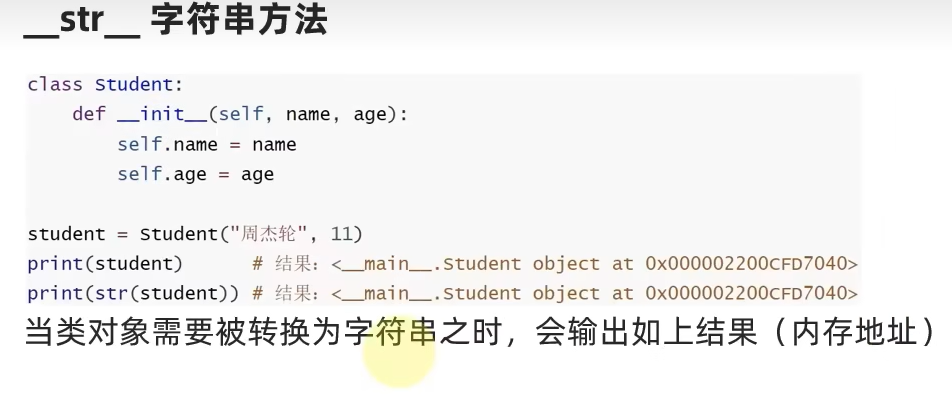 __str__ 字符串方法
class Student:
    def __init__(self, name, age):
        self.name = name
        self.age = age
student = Student("周杰轮", 11)
print(student)      # 结果：<__main__.Student object at 0x000002200CFD7040>
print(str(student)) # 结果：<__main__.Student object at 0x000002200CFD7040>
当类对象需要被转换为字符串之时，会输出如上结果（内存地址）